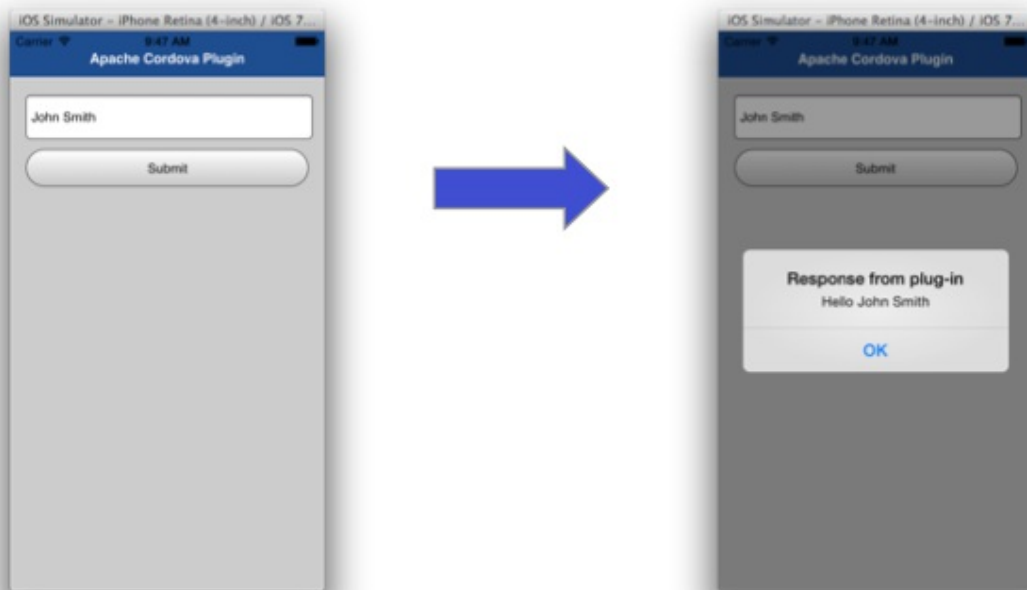 iOS Simulator - iPhone Retina (4-inch) / iOS 7...
Carrier 9:47 AM
Apache Cordova Plugin
John Smith
Submit
iOS Simulator - iPhone Retina (4-inch) / iOS 7...
Carrier 9:47 AM
Apache Cordova Plugin
John Smith
Submit
Response from plug-in
Hello John Smith
OK